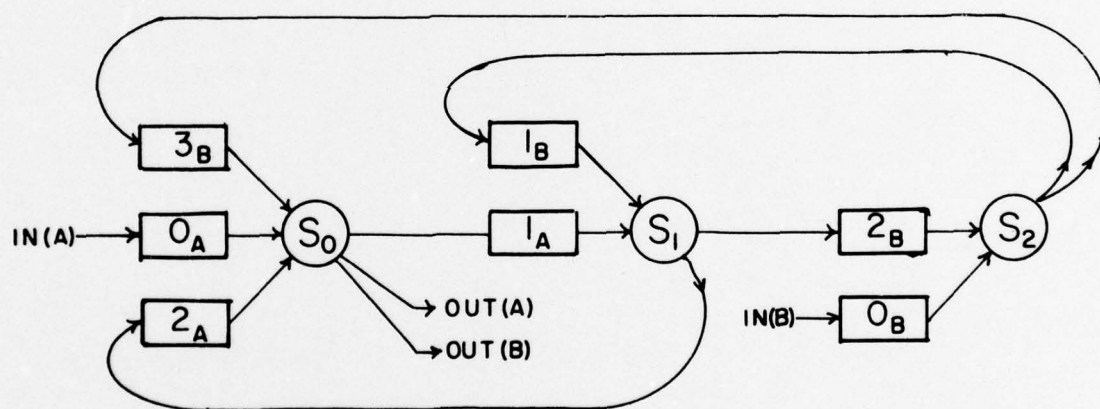 3B
1B
IN(A) 0A S0 1A S1 2B S2
2A OUT(A) IN(B) 0B
OUT(B)